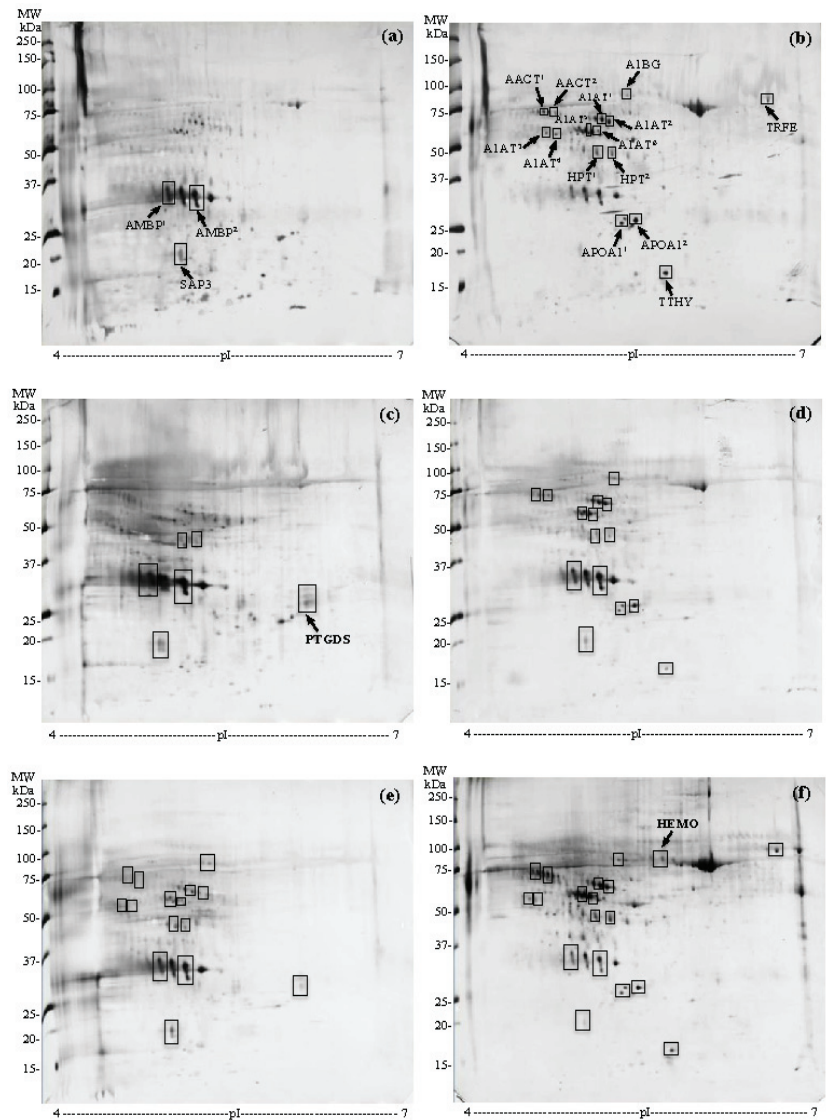 MW
kDa
250-
150-
100-
75-
50-
37-
25-
20-
15-
(a)
AMBP¹
AMBP²
SAP3
4 ---pI--- 7
MW
kDa
250-
150-
100-
75-
50-
37-
25-
20-
15-
(b)
A1BG
AACT¹
AACT²
A1AT¹
A1AT²
A1AT³
A1AT⁴
A1AT⁶
TRFE
HPT¹
HPT²
APOA1¹
APOA1²
TTHY
4 ---pI--- 7
MW
kDa
250-
150-
100-
75-
50-
37-
25-
20-
15-
(c)
PTGDS
4 ---pI--- 7
MW
kDa
250-
150-
100-
75-
50-
37-
25-
20-
15-
(d)
4 ---pI--- 7
MW
kDa
250-
150-
100-
75-
50-
37-
25-
20-
15-
(e)
4 ---pI--- 7
MW
kDa
250-
150-
100-
75-
50-
37-
25-
20-
15-
(f)
HEMO
4 ---pI--- 7